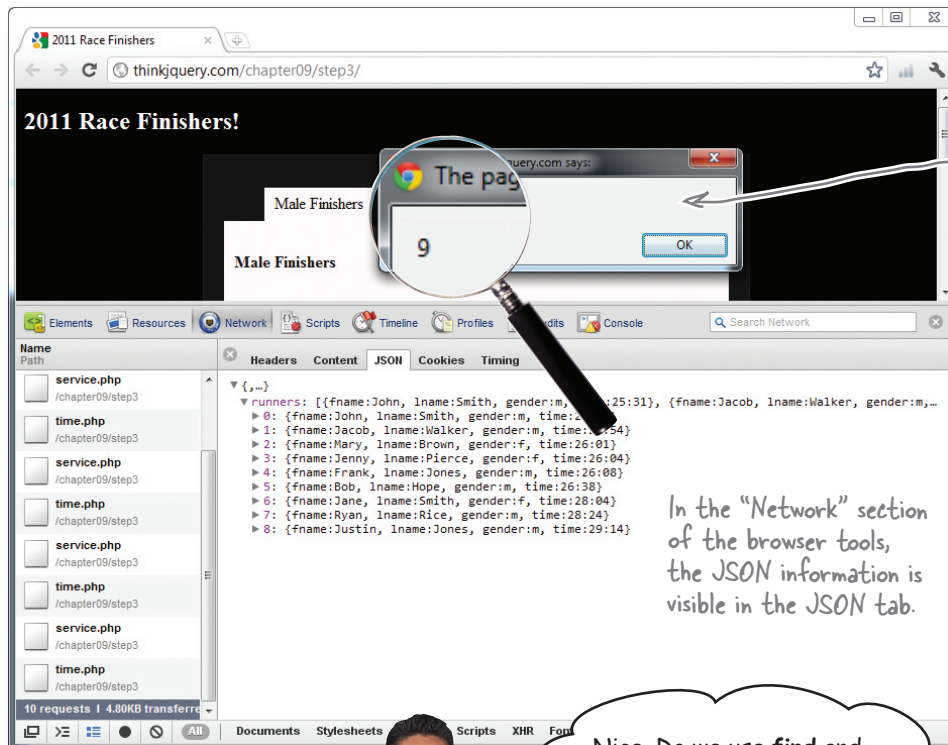 2011 Race Finishers
thinkjquery.com/chapter09/step3/
2011 Race Finishers!
query.com says:
The pag
9
OK
Male Finishers
Male Finishers
Elements Resources Network Scripts Timeline Profiles Audits Console Search Network
Name
Path
Headers Content JSON Cookies Timing
service.php
/chapter09/step3
time.php
/chapter09/step3
service.php
/chapter09/step3
time.php
/chapter09/step3
service.php
/chapter09/step3
time.php
/chapter09/step3
service.php
/chapter09/step3
time.php
/chapter09/step3
{,…}
runners: [{fname:John, lname:Smith, gender:m, 25:31}, {fname:Jacob, lname:Walker, gender:m,…
0: {fname:John, lname:Smith, gender:m, time:2
1: {fname:Jacob, lname:Walker, gender:m, time: :54}
2: {fname:Mary, lname:Brown, gender:f, time:26:01}
3: {fname:Jenny, lname:Pierce, gender:f, time:26:04}
4: {fname:Frank, lname:Jones, gender:m, time:26:08}
5: {fname:Bob, lname:Hope, gender:m, time:26:38}
6: {fname:Jane, lname:Smith, gender:f, time:28:04}
7: {fname:Ryan, lname:Rice, gender:m, time:28:24}
8: {fname:Justin, lname:Jones, gender:m, time:29:14}
In the “Network” section
of the browser tools,
the JSON information is
visible in the JSON tab.
10 requests | 4.80KB transferre
All Documents Stylesheets Scripts XHR Fon
Nice. Do we use find and